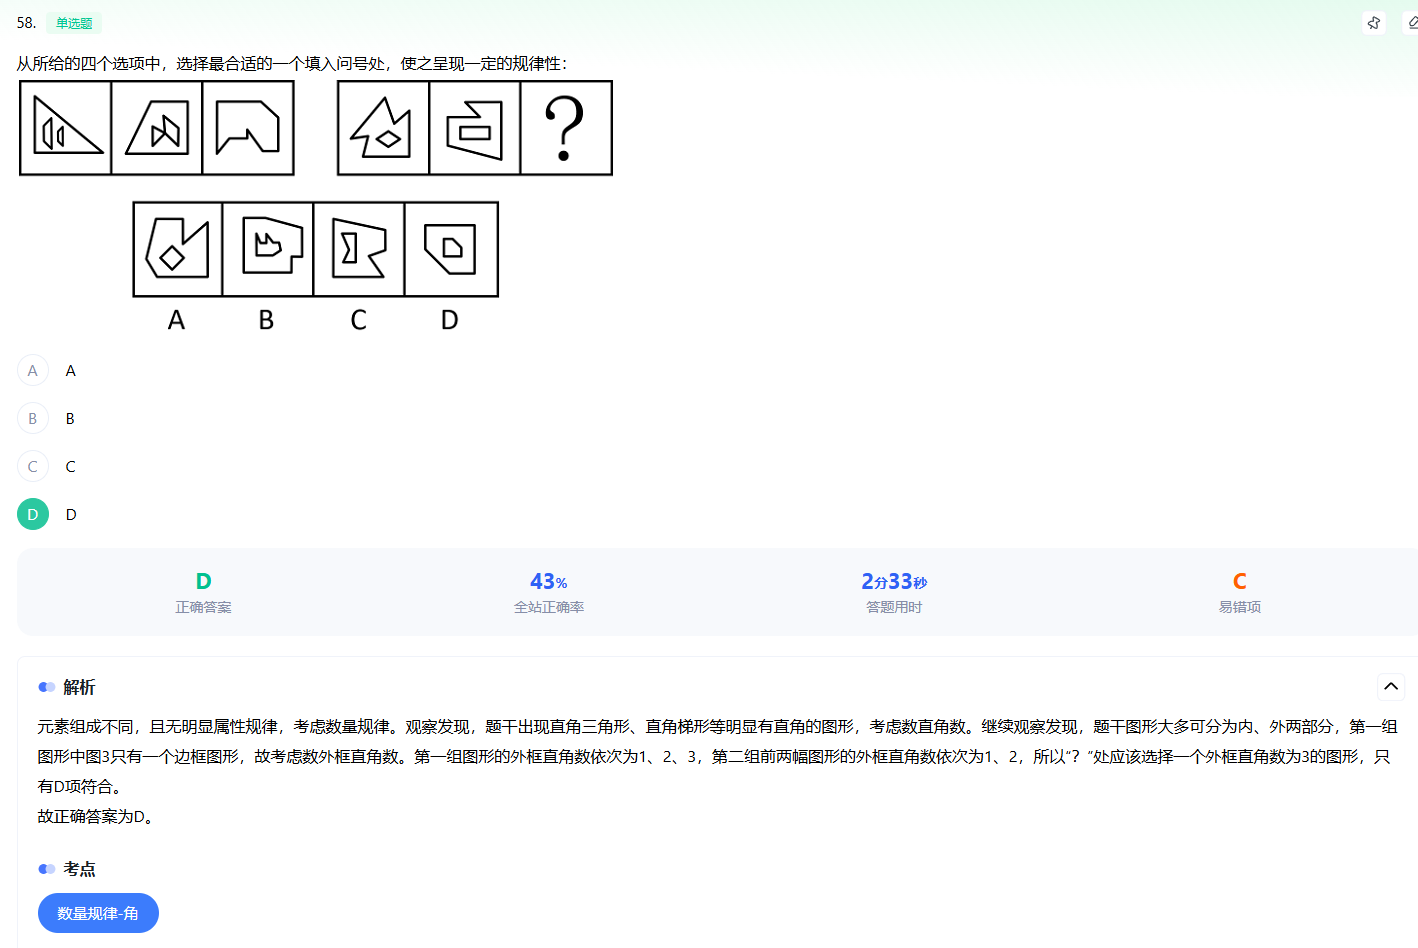 58. 单选题
从所给的四个选项中，选择最合适的一个填入问号处，使之呈现一定的规律性：
?
A B C D
A A
B B
C C
D D
D 43% 2分33秒 C
正确答案 全站正确率 答题用时 易错项
解析
元素组成不同，且无明显属性规律，考虑数量规律。观察发现，题干出现直角三角形、直角梯形等明显有直角的图形，考虑数直角数。继续观察发现，题干图形大多可分为内、外两部分，第一组
图形中图3只有一个边框图形，故考虑数外框直角数。第一组图形的外框直角数依次为1、2、3，第二组前两幅图形的外框直角数依次为1、2，所以“？”处应该选择一个外框直角数为3的图形，只
有D项符合。
故正确答案为D。
考点
数量规律-角